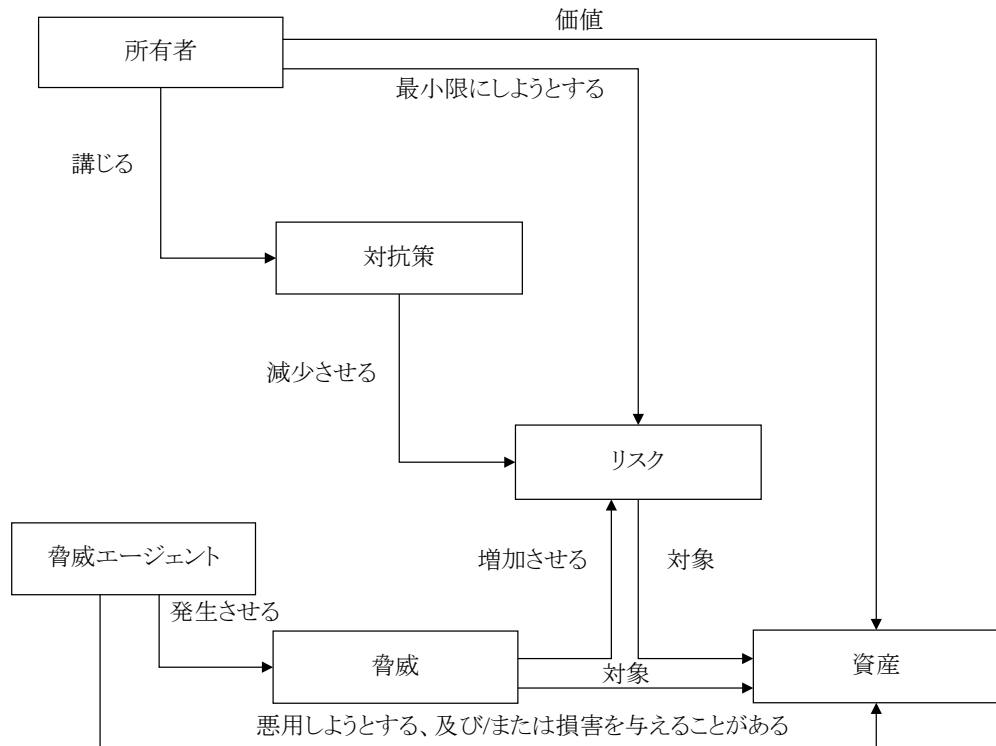 価値
所有者
最小限にしようとする
講じる
対抗策
減少させる
リスク
脅威エージェント
増加させる
対象
発生させる
脅威
対象
資産
悪用しようとする、及び/または損害を与えることがある